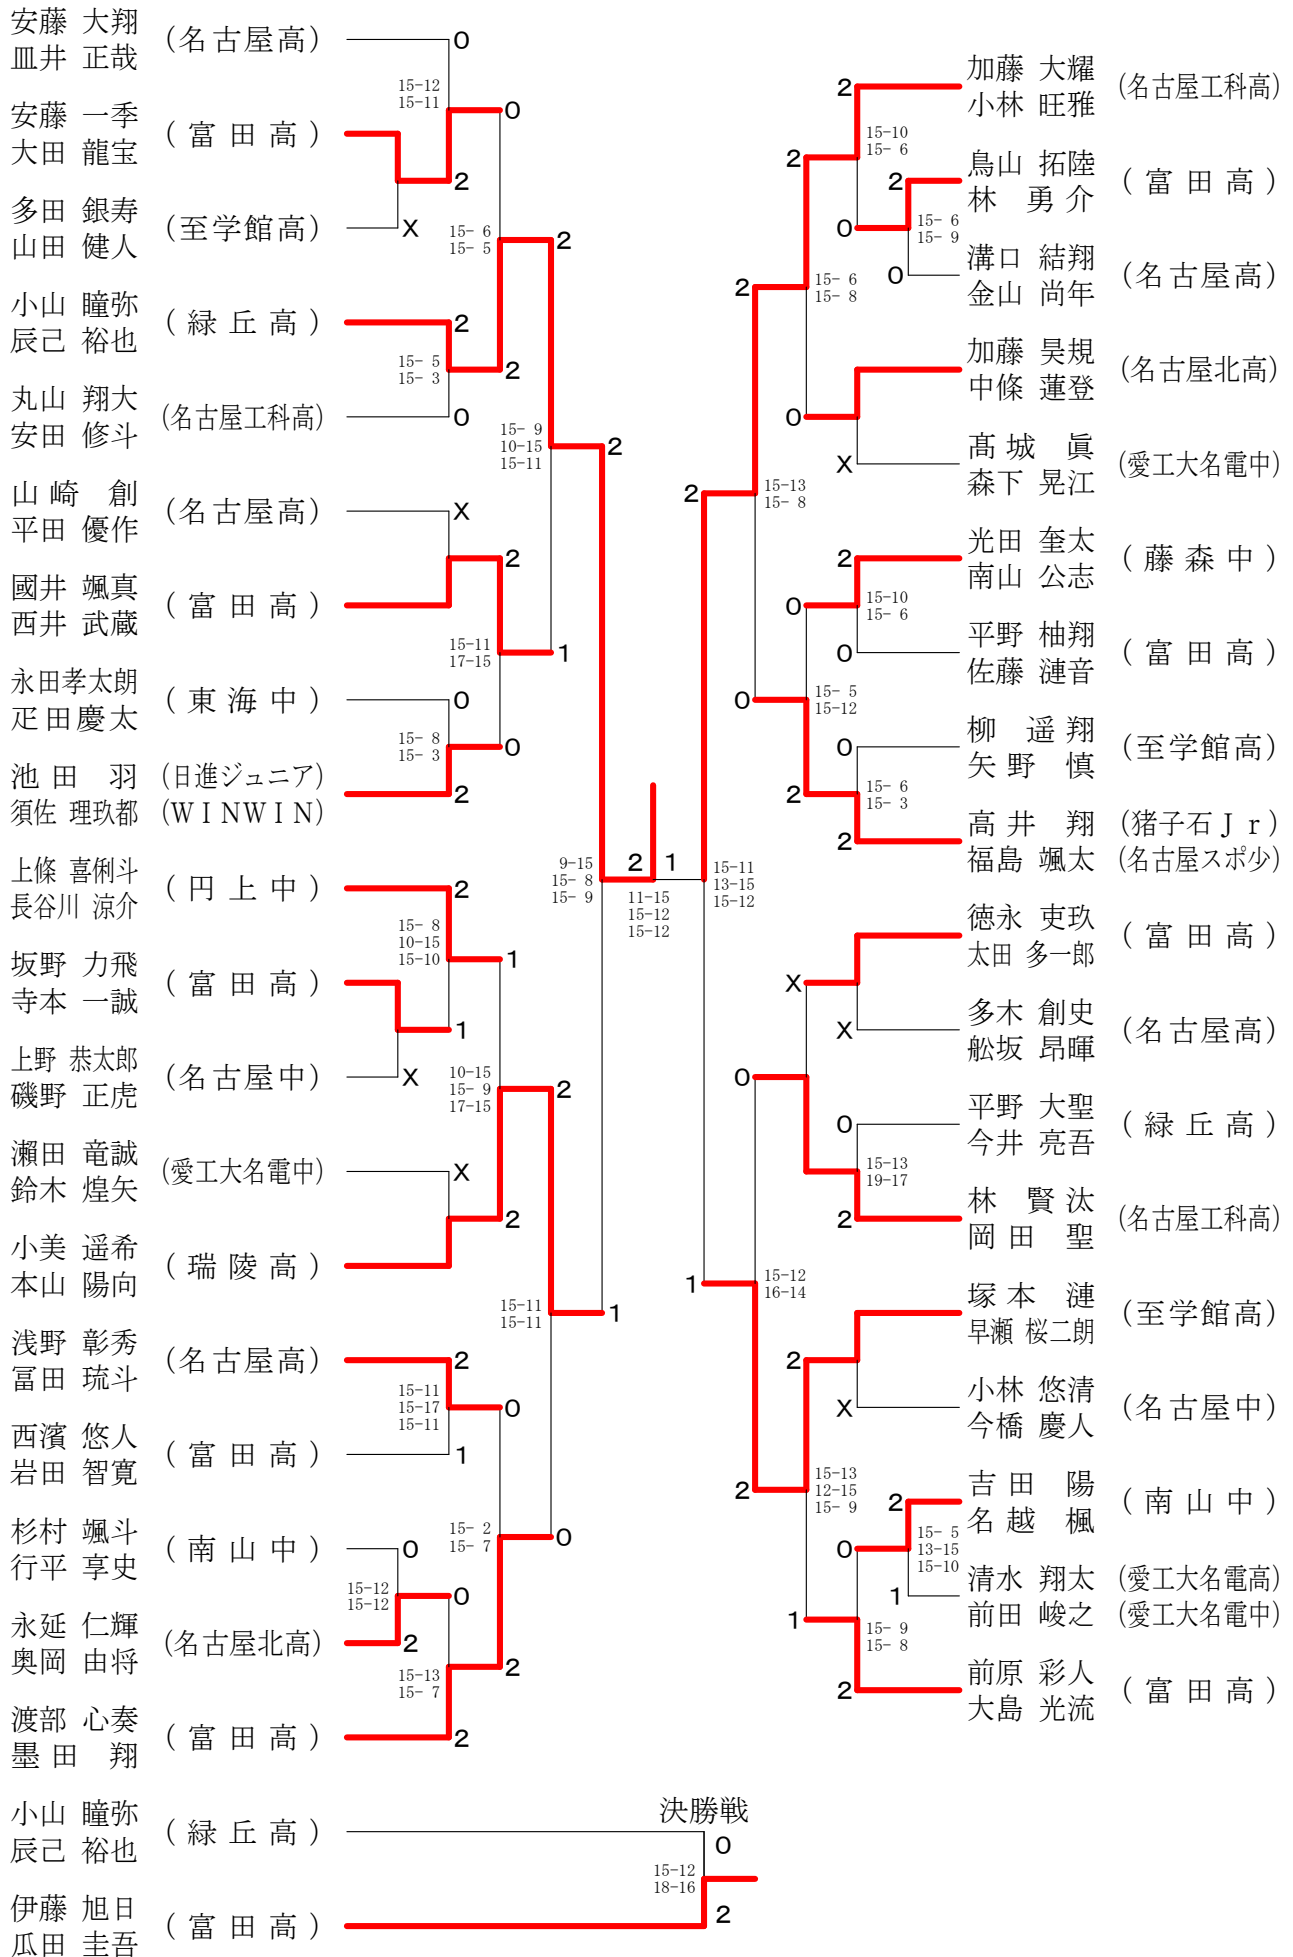 安藤 大翔
皿井 正哉
(名古屋高)
0
15-12
15-11
0
安藤 一季
大田 龍宝
( 富 田 高 )
2
多田 銀寿
山田 健人
(至学館高)
X
15- 6
15- 5
2
小山 瞳弥
辰己 裕也
( 緑 丘 高 )
2
15- 5
15- 3
2
丸山 翔大
安田 修斗
(名古屋工科高)
0
15- 9
10-15
15-11
2
山 崎 創
平田 優作
(名古屋高)
X
2
國井 颯真
西井 武蔵
( 富 田 高 )
15-11
17-15
1
永田孝太朗
疋田慶太
( 東 海 中 )
0
15- 8
15- 3
0
池 田 羽
須佐 理玖都
(日進ジュニア)
(ＷＩＮＷＩＮ)
2
9-15
15- 8
15- 9
2
1
11-15
15-12
15-12
上條 喜俐斗
長谷川 涼介
( 円 上 中 )
2
15- 8
10-15
15-10
1
坂野 力飛
寺本 一誠
( 富 田 高 )
1
上野 恭太郎
磯野 正虎
(名古屋中)
X
10-15
15- 9
17-15
2
瀬田 竜誠
鈴木 煌矢
(愛工大名電中)
X
2
小美 遥希
本山 陽向
( 瑞 陵 高 )
15-11
15-11
1
浅野 彰秀
冨田 琉斗
(名古屋高)
2
15-11
15-17
15-11
0
西濱 悠人
岩田 智寛
( 富 田 高 )
1
15- 2
15- 7
0
杉村 颯斗
行平 享史
( 南 山 中 )
0
15-12
15-12
0
永延 仁輝
奥岡 由将
(名古屋北高)
2
15-13
15- 7
2
渡部 心奏
墨 田 翔
( 富 田 高 )
2
加藤 大耀
小林 旺雅
(名古屋工科高)
2
15-10
15- 6
2
鳥山 拓陸
林 勇 介
( 富 田 高 )
2
15- 6
15- 9
0
溝口 結翔
金山 尚年
(名古屋高)
0
15- 6
15- 8
2
加藤 昊規
中條 蓮登
(名古屋北高)
0
髙 城 眞
森下 晃江
(愛工大名電中)
X
15-13
15- 8
2
光田 奎太
南山 公志
( 藤 森 中 )
2
15-10
15- 6
0
平野 柚翔
佐藤 漣音
( 富 田 高 )
0
15- 5
15-12
0
柳 遥 翔
矢 野 慎
(至学館高)
0
15- 6
15- 3
2
高 井 翔
福島 颯太
(猪子石Ｊｒ)
(名古屋スポ少)
2
15-11
13-15
15-12
徳永 吏玖
太田 多一郎
( 富 田 高 )
X
多木 創史
舩坂 昂暉
(名古屋高)
X
0
平野 大聖
今井 亮吾
( 緑 丘 高 )
0
15-13
19-17
林 賢 汰
岡 田 聖
(名古屋工科高)
2
15-12
16-14
1
塚 本 漣
早瀬 桜二朗
(至学館高)
2
小林 悠清
今橋 慶人
(名古屋中)
X
15-13
12-15
15- 9
2
吉 田 陽
名 越 楓
( 南 山 中 )
2
15- 5
13-15
15-10
0
清水 翔太
前田 峻之
(愛工大名電高)
(愛工大名電中)
1
15- 9
15- 8
1
前原 彩人
大島 光流
( 富 田 高 )
2
決勝戦
小山 瞳弥
辰己 裕也
( 緑 丘 高 )
0
15-12
18-16
伊藤 旭日
瓜田 圭吾
( 富 田 高 )
2